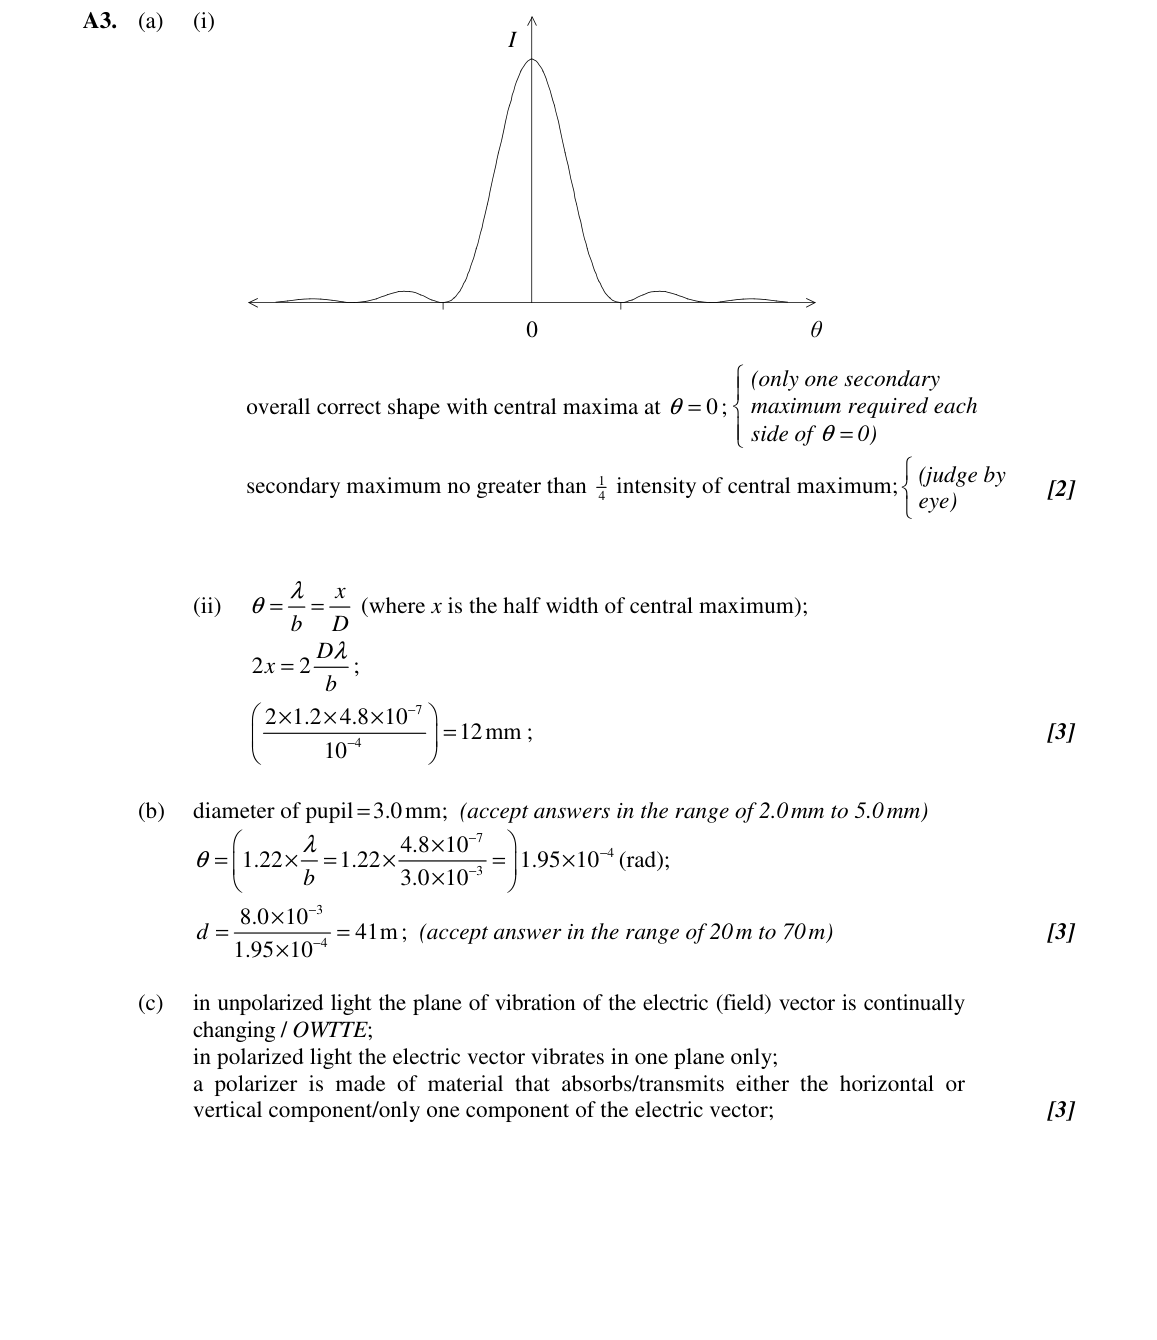 A3. (a) (i)
I
0 θ
overall correct shape with central maxima at θ = 0; { (only one secondary
maximum required each
side of θ = 0)
secondary maximum no greater than 1/4 intensity of central maximum; { (judge by
eye) [2]
(ii) θ = λ/b = x/D (where x is the half width of central maximum);
2x = 2 Dλ/b ;
(2×1.2×4.8×10⁻⁷ / 10⁻⁴) = 12 mm ; [3]
(b) diameter of pupil = 3.0 mm; (accept answers in the range of 2.0 mm to 5.0 mm)
θ = (1.22× λ/b = 1.22× 4.8×10⁻⁷ / 3.0×10⁻³ =) 1.95×10⁻⁴ (rad);
d = 8.0×10⁻³ / 1.95×10⁻⁴ = 41 m ; (accept answer in the range of 20 m to 70 m) [3]
(c) in unpolarized light the plane of vibration of the electric (field) vector is continually
changing / OWTTE;
in polarized light the electric vector vibrates in one plane only;
a polarizer is made of material that absorbs/transmits either the horizontal or
vertical component/only one component of the electric vector; [3]